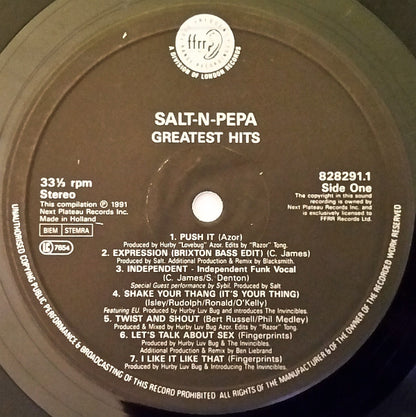 LONDON
ffrr
A DIVISION OF LONDON RECORDS
SALT-N-PEPA
GREATEST HITS
33⅓ rpm
Stereo
This compilation Ⓟ 1991
Next Plateau Records Inc.
Made in Holland
BIEM STEMRA
LC 7654
828291.1
Side One
The copyright in this sound
recording is owned by
Next Plateau Records Inc. and
is exclusively licensed to
FFRR Records Ltd.
1. PUSH IT (Azor)
Produced by Hurby "Lovebug" Azor. Edits by "Razor" Tong.
2. EXPRESSION (BRIXTON BASS EDIT) (C. James)
Produced by Salt. Additional Production & Remix by Blacksmith.
3. INDEPENDENT - Independent Funk Vocal
(C. James/S. Denton)
Special Guest performance by Sybil. Produced by Salt
4. SHAKE YOUR THANG (IT'S YOUR THING)
(Isley/Rudolph/Ronald/O'Kelly)
Featuring EU. Produced by Hurby Luv Bug and introduces The Invincibles.
5. TWIST AND SHOUT (Bert Russell/Phil Medley)
Produced & Mixed by Hurby Luv Bug Azor. Edits by "Razor" Tong.
6. LET'S TALK ABOUT SEX (Fingerprints)
Produced by Hurby Luv Bug & The Invincibles.
Additional Production & Remix by Ben Liebrand
7. I LIKE IT LIKE THAT (Fingerprints)
Produced by Hurby Luv Bug &
Introducing The Invincibles.
UNAUTHORISED COPYING PUBLIC PERFORMANCE & BROADCASTING OF THIS RECORD PROHIBITED ALL RIGHTS OF THE MANUFACTURER & OF THE OWNER OF THE RECORDED WORK RESERVED